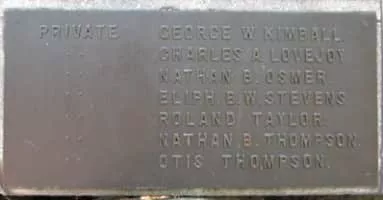 PRIVATE GEORGE W. KIMBALL.
" CHARLES A. LOVEJOY
" NATHAN B. OSMER
" ELIPH. B. W. STEVENS
" ROLAND TAYLOR.
" NATHAN. B. THOMPSON.
" OTIS THOMPSON.